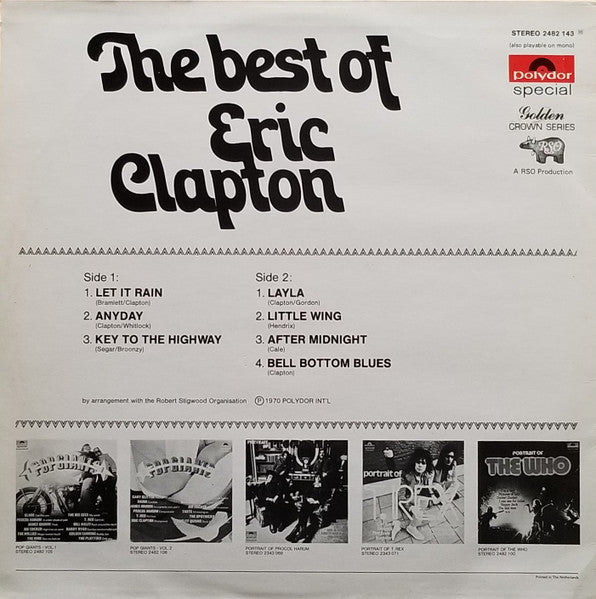 The best of
Eric
Clapton
STEREO 2482 143
(also playable on mono)
polydor
special
Golden
CROWN SERIES
RSO
A RSO Production
Side 1:
1. LET IT RAIN
(Bramlett/Clapton)
2. ANYDAY
(Clapton/Whitlock)
3. KEY TO THE HIGHWAY
(Segar/Broonzy)
Side 2:
1. LAYLA
(Clapton/Gordon)
2. LITTLE WING
(Hendrix)
3. AFTER MIDNIGHT
(Cale)
4. BELL BOTTOM BLUES
(Clapton)
by arrangement with the Robert Stigwood Organisation Ⓟ 1970 POLYDOR INT'L
POP GIANTS
POP GIANTS
PORTRAIT
portrait of
PORTRAIT OF
THE WHO
POP GIANTS - VOL. 1
STEREO 2482 105
POP GIANTS - VOL. 2
STEREO 2482 106
PORTRAIT OF PROCOL HARUM
STEREO 2343 069
PORTRAIT OF T. REX
STEREO 2343 071
PORTRAIT OF THE WHO
STEREO 2482 100
Printed in The Netherlands